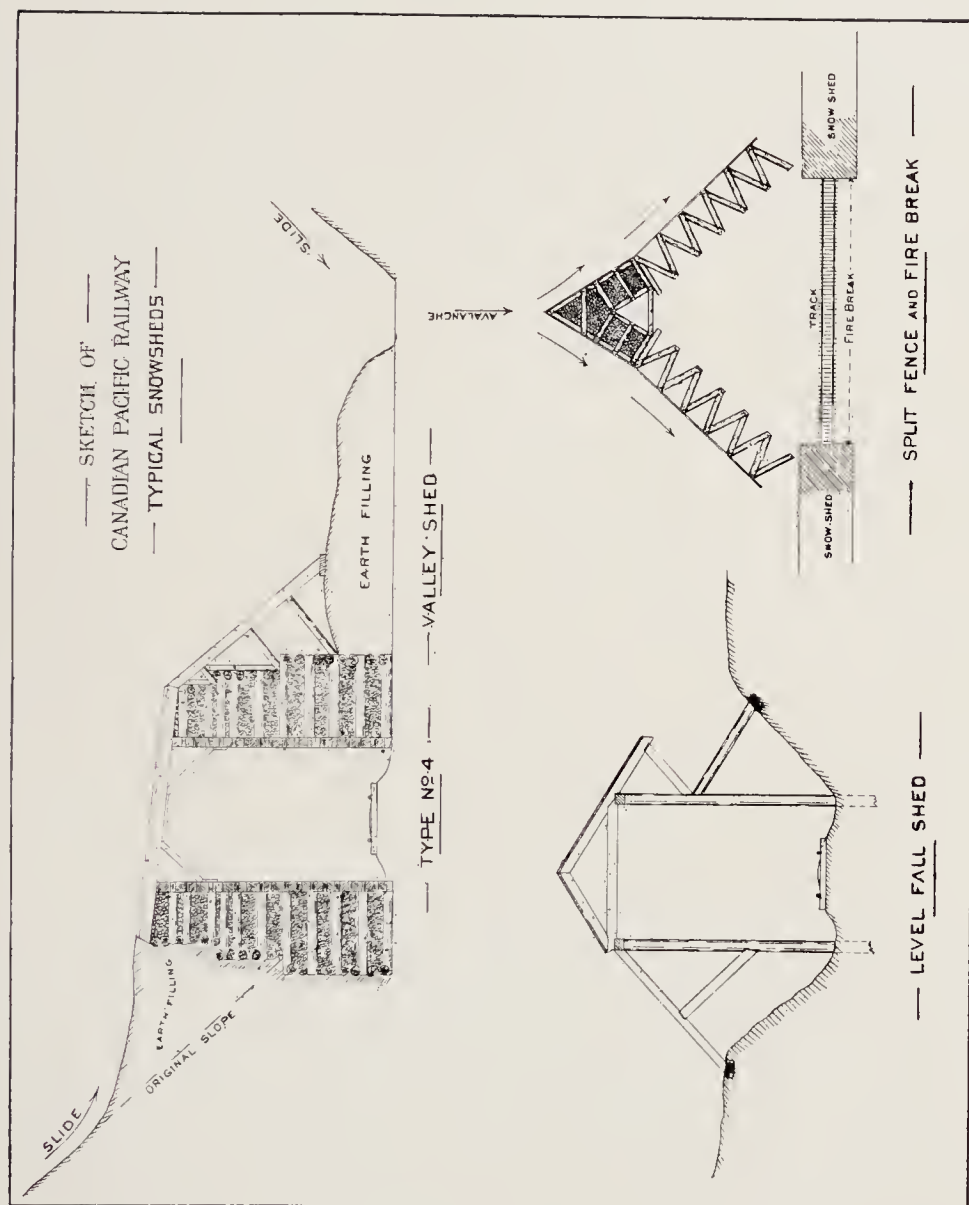 SKETCH OF
CANADIAN PACIFIC RAILWAY
TYPICAL SNOWSHEDS
SLIDE
EARTH FILLING
ORIGINAL SLOPE
SLIDE
EARTH FILLING
TYPE No. 4
VALLEY SHED
LEVEL FALL SHED
AVALANCHE
SNOW SHED
TRACK
FIRE BREAK
SNOW SHED
SPLIT FENCE AND FIRE BREAK